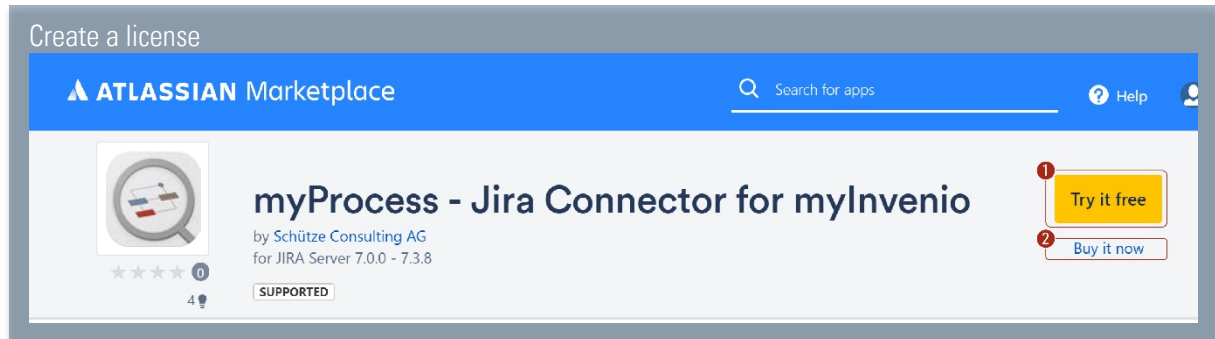 Create a license
ATLASSIAN Marketplace
Search for apps
Help
myProcess - Jira Connector for myInvenio
1
Try it free
by Schütze Consulting AG
2
Buy it now
for JIRA Server 7.0.0 - 7.3.8
0
SUPPORTED
4